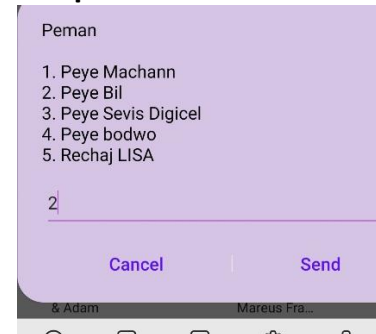 Peman
1. Peye Machann
2. Peye Bil
3. Peye Sevis Digicel
4. Peye bodwo
5. Rechaj LISA
2
Cancel Send
& Adam Mareus Fra...